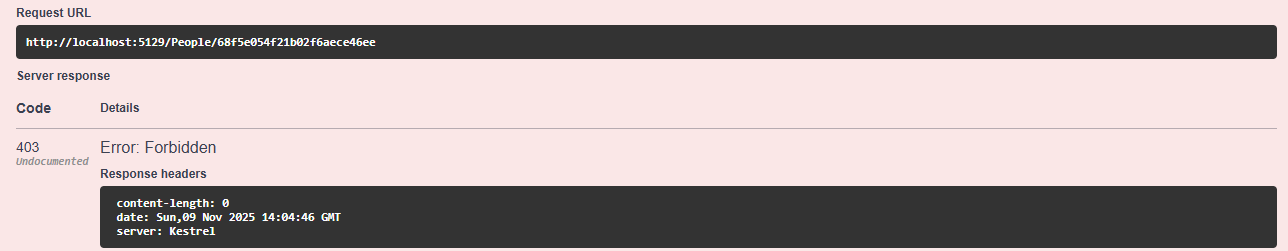 Request URL
http://localhost:5129/People/68f5e054f21b02f6aece46ee
Server response
Code Details
403 Error: Forbidden
Undocumented
Response headers
content-length: 0
date: Sun,09 Nov 2025 14:04:46 GMT
server: Kestrel